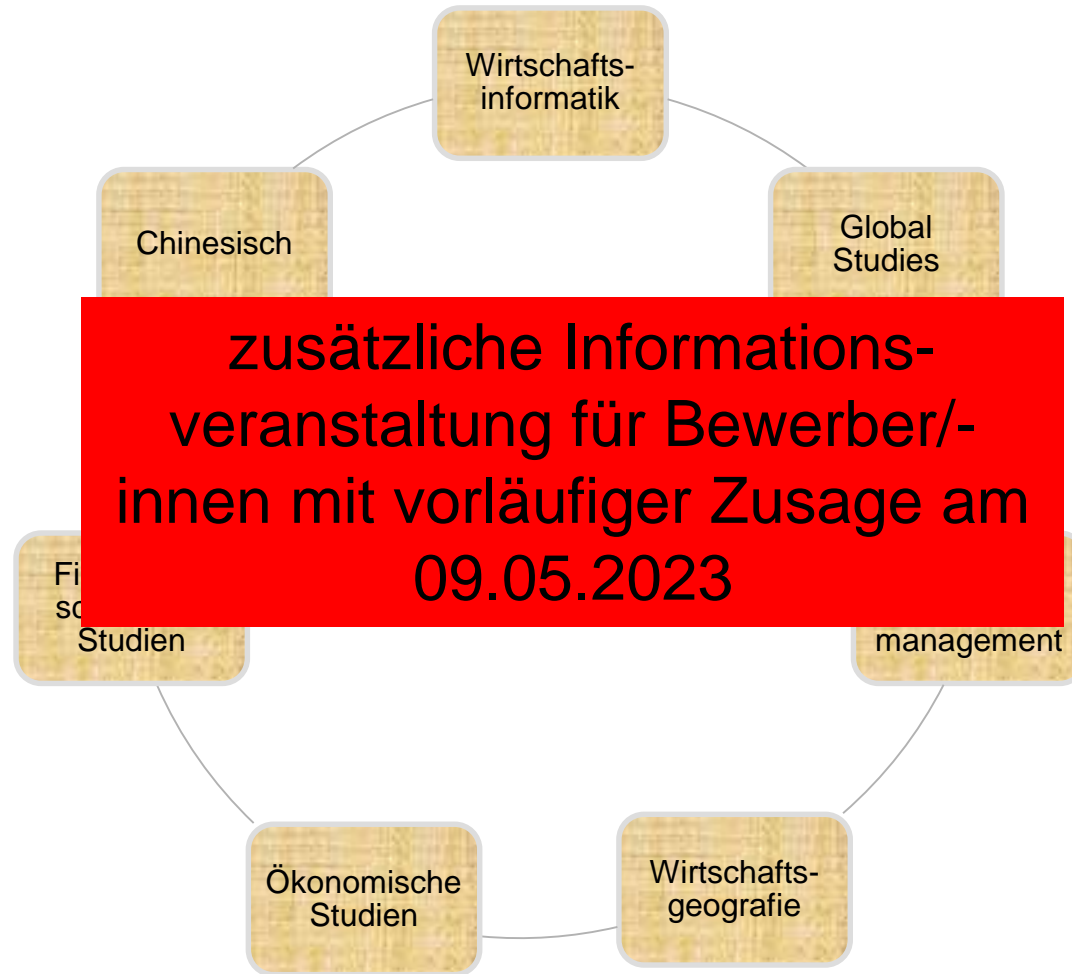 Wirtschafts-
informatik
Chinesisch
Global
Studies
zusätzliche Informations-
veranstaltung für Bewerber/-
innen mit vorläufiger Zusage am
09.05.2023
Studien
management
Ökonomische
Studien
Wirtschafts-
geografie